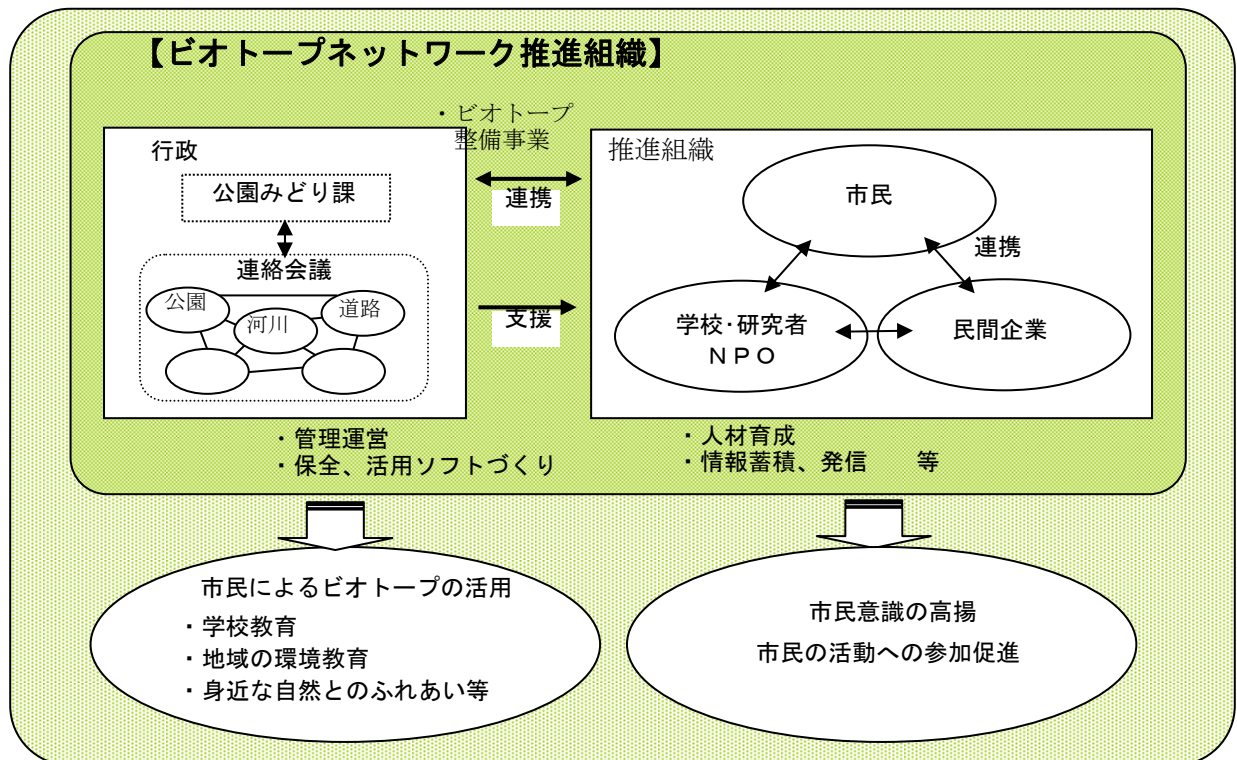 【ビオトープネットワーク推進組織】
・ビオトープ
整備事業
行政
公園みどり課
連絡会議
公園
河川
道路
連携
支援
推進組織
市民
連携
学校・研究者
ＮＰＯ
民間企業
・管理運営
・保全、活用ソフトづくり
・人材育成
・情報蓄積、発信　　等
市民によるビオトープの活用
・学校教育
・地域の環境教育
・身近な自然とのふれあい等
市民意識の高揚
市民の活動への参加促進